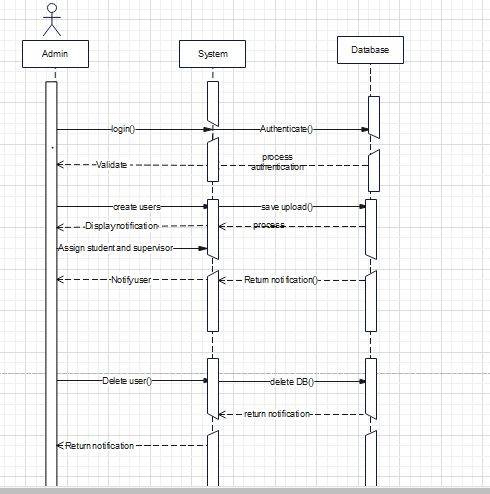 Admin
System
Database
login()
Authenticate()
Validate
process
authentication
create users
save upload()
Displaynotification
process
Assign student and supervisor
Notifyuser
Return notification()
Delete user()
delete DB()
return notification
Return notification